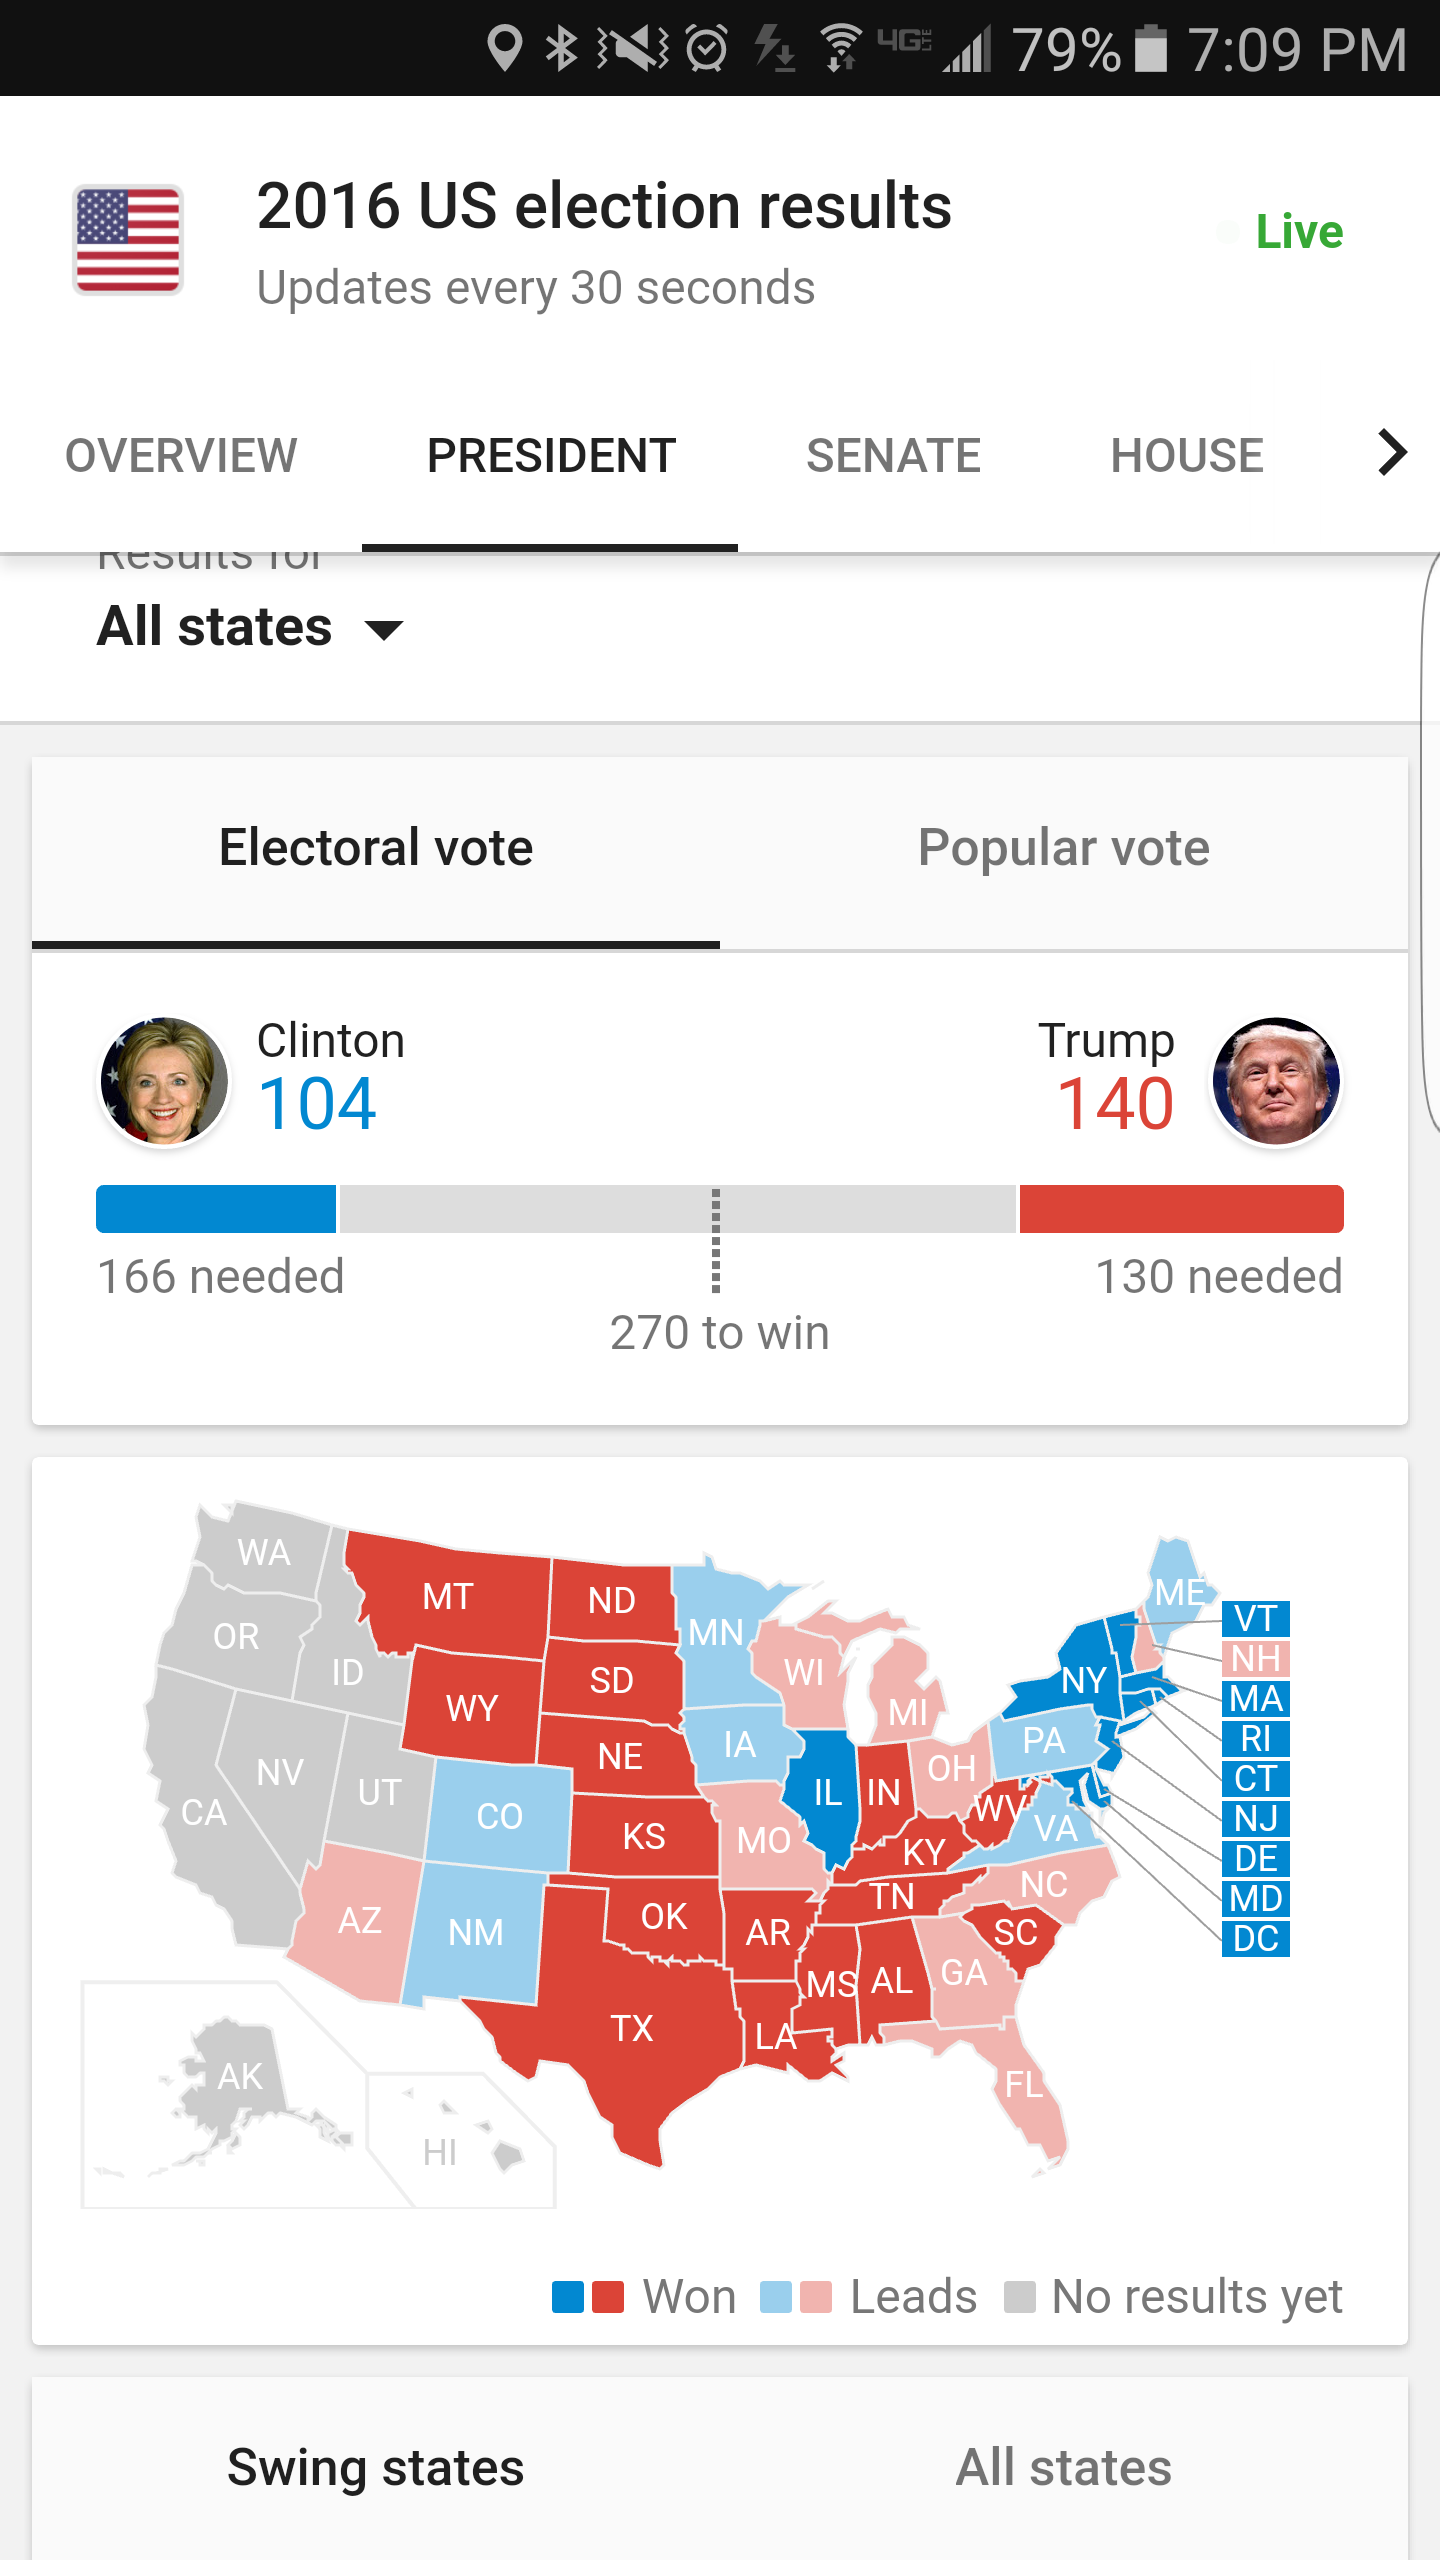 4G LTE 79% 7:09 PM
2016 US election results
Live
Updates every 30 seconds
OVERVIEW PRESIDENT SENATE HOUSE
Results for
All states
Electoral vote Popular vote
Clinton Trump
104 140
166 needed 130 needed
270 to win
WA
MT
ND
MN
ME
VT
OR
ID
SD
WI
NY
NH
WY
MI
MA
NE
IA
PA
RI
NV
UT
CO
IL
IN
OH
CT
CA
KS
MO
WV
VA
NJ
KY
DE
NC
TN
MD
AZ
NM
OK
AR
SC
DC
MS
AL
GA
TX
LA
AK
FL
HI
Won Leads No results yet
Swing states All states